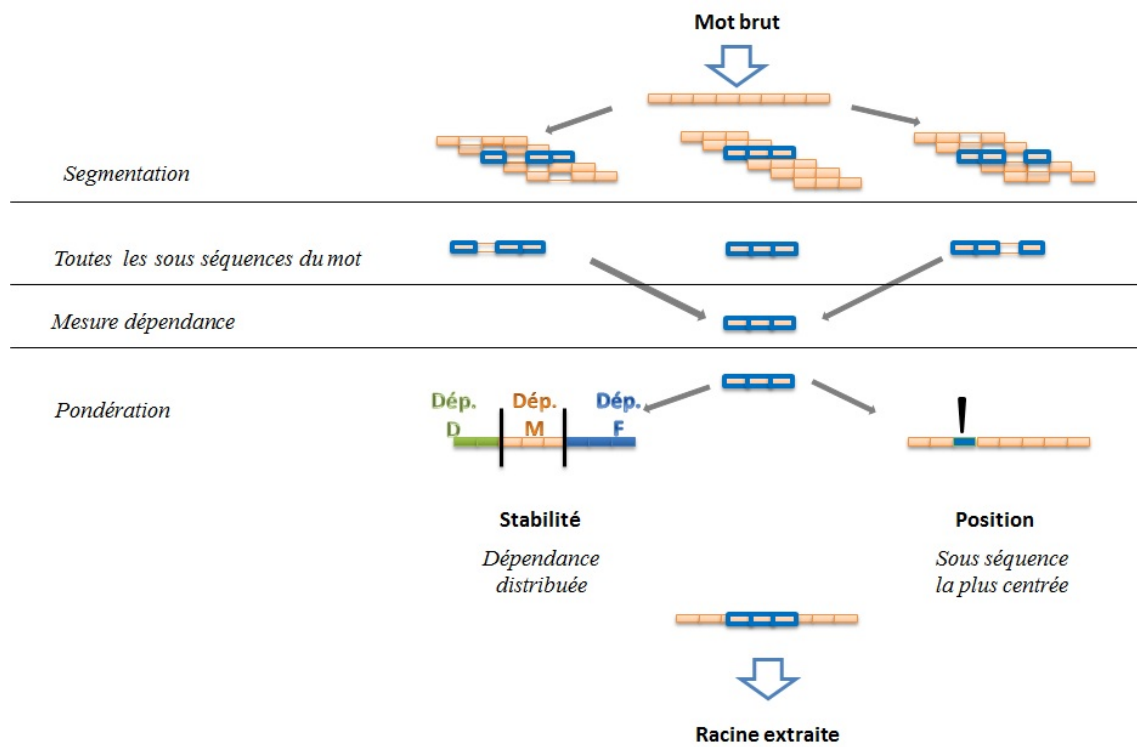 Mot brut
Segmentation
Toutes les sous séquences du mot
Mesure dépendance
Pondération
Dép.
D
Dép.
M
Dép.
F
Stabilité
Dépendance
distribuée
Position
Sous séquence
la plus centrée
Racine extraite